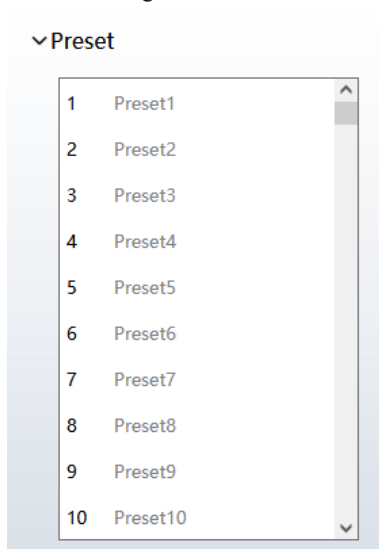 Preset
1 Preset1
2 Preset2
3 Preset3
4 Preset4
5 Preset5
6 Preset6
7 Preset7
8 Preset8
9 Preset9
10 Preset10